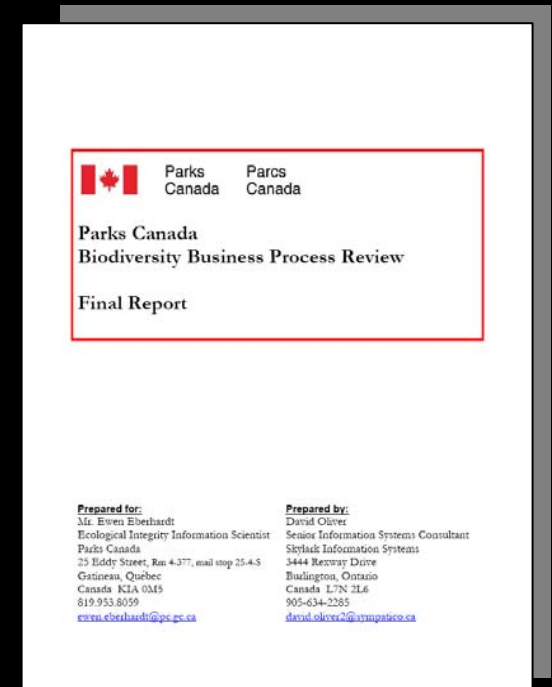 Parks Parcs
Canada Canada
Parks Canada
Biodiversity Business Process Review
Final Report
Prepared for:
Mr. Ewen Eberhardt
Ecological Integrity Information Scientist
Parks Canada
25 Eddy Street, Rm 4-377, mail stop 25-4-S
Gatineau, Québec
Canada K1A 0M5
819.953.8059
ewen.eberhardt@pc.gc.ca
Prepared by:
David Oliver
Senior Information Systems Consultant
Skylark Information Systems
3444 Rexway Drive
Burlington, Ontario
Canada L7N 2L6
905-634-2285
david.oliver2@sympatico.ca